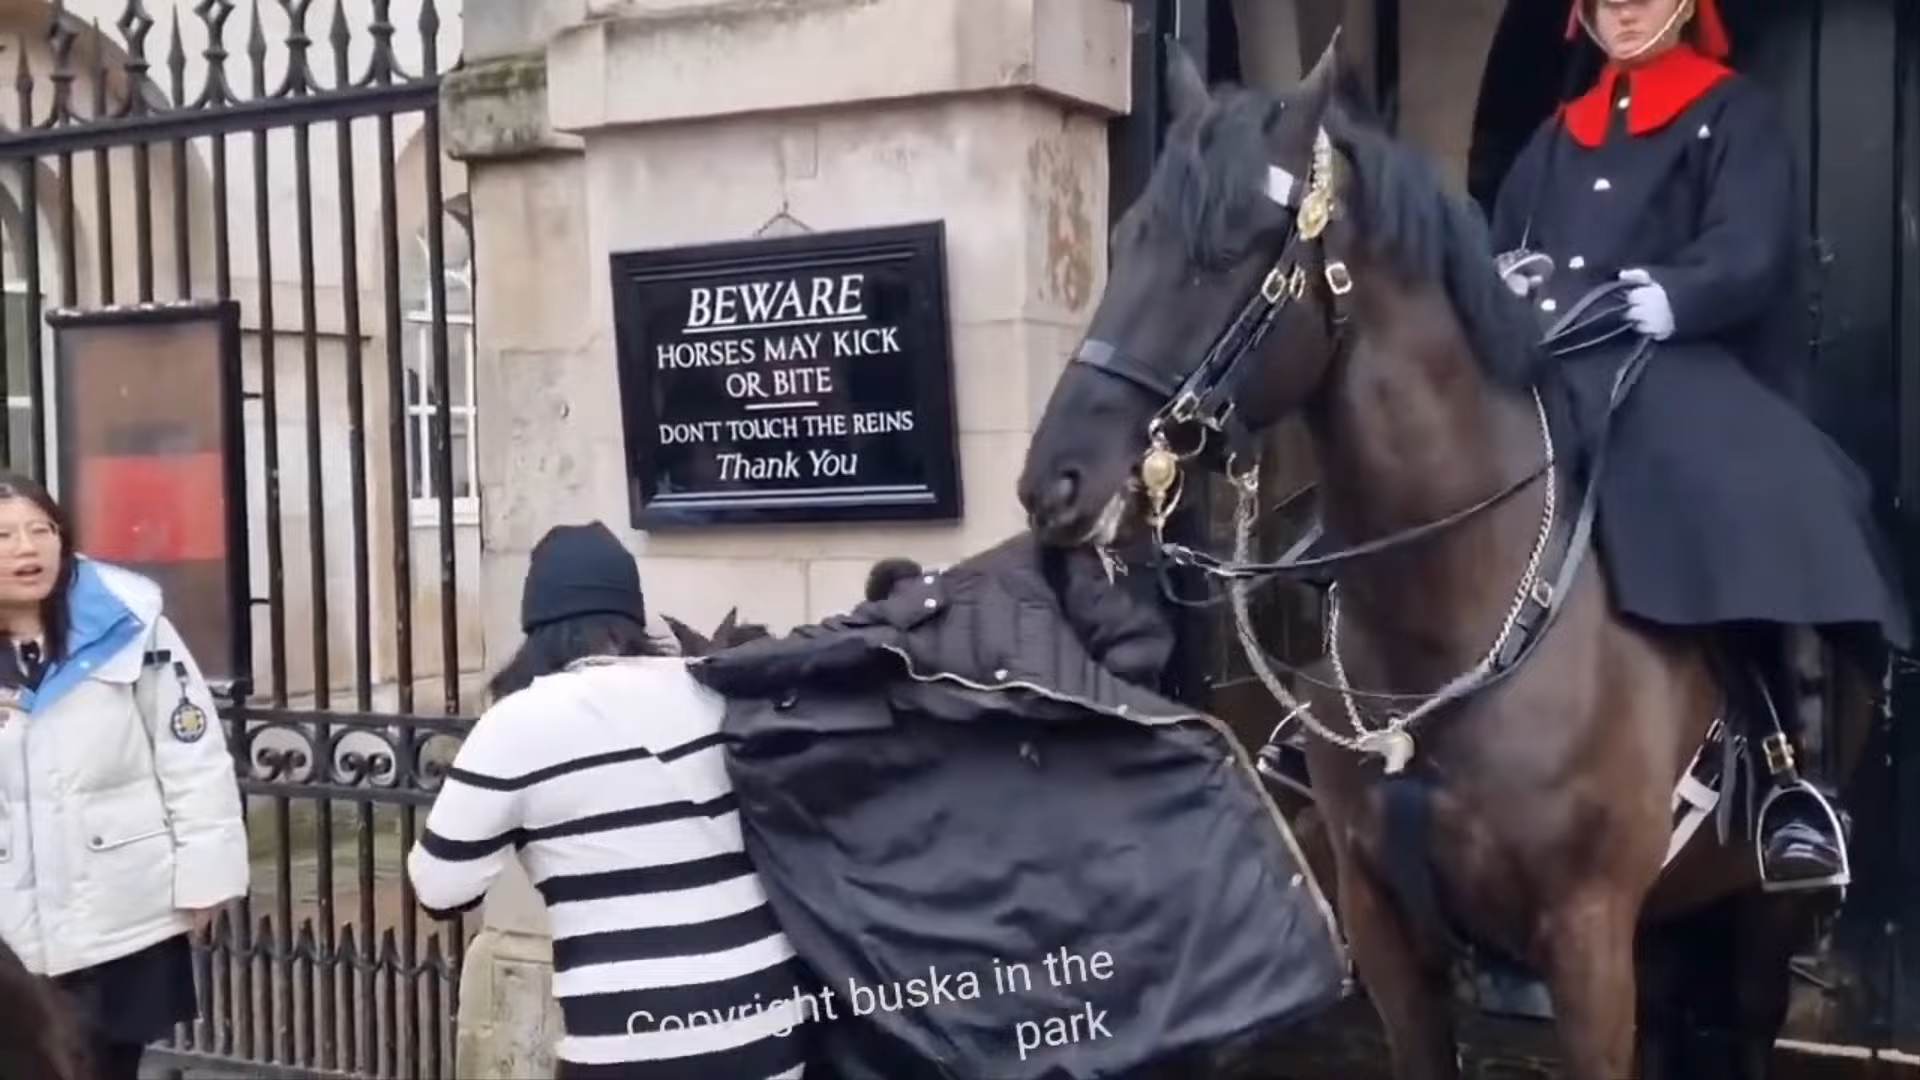 BEWARE
HORSES MAY KICK
OR BITE
DON'T TOUCH THE REINS
Thank You
Copyright buska in the
park